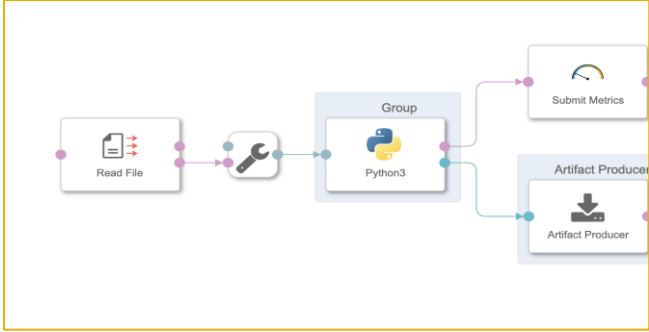 Read File
Group
Python3
Submit Metrics
Artifact Producer
Artifact Producer